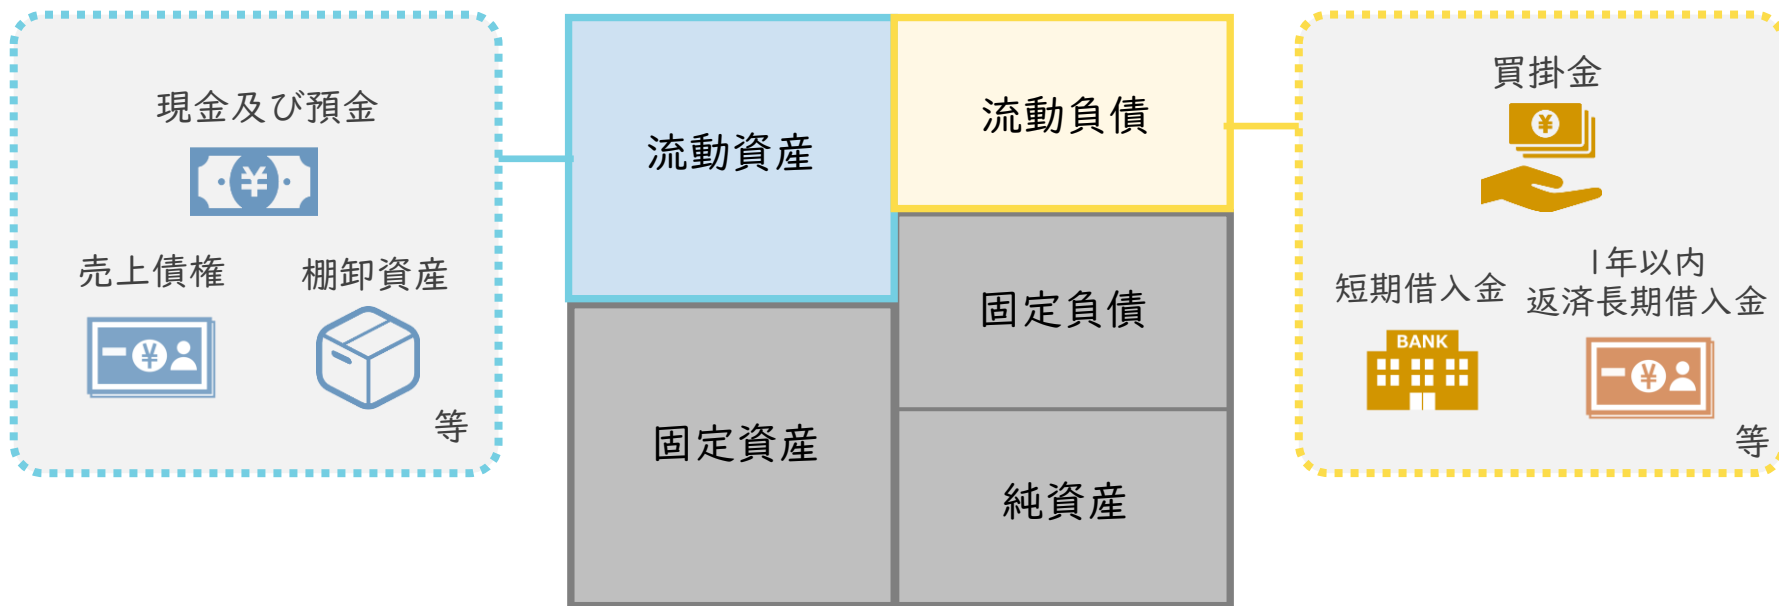 現金及び預金
¥
売上債権
棚卸資産
¥
等
流動資産
固定資産
流動負債
固定負債
純資産
買掛金
¥
短期借入金
1年以内
返済長期借入金
BANK
¥
等